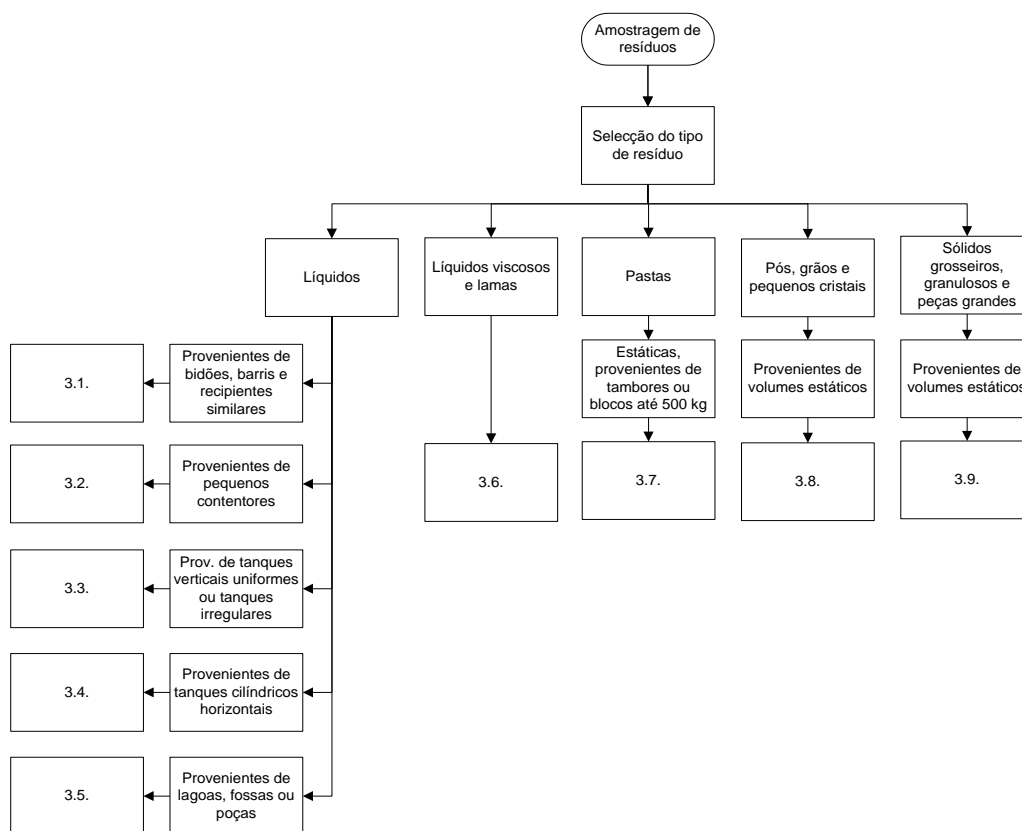 Amostragem de
resíduos
Selecção do tipo
de resíduo
Líquidos
Líquidos viscosos
e lamas
Pastas
Pós, grãos e
pequenos cristais
Sólidos
grosseiros,
granulosos e
peças grandes
3.1.
Provenientes de
bidões, barris e
recipientes
similares
Estáticas,
provenientes de
tambores ou
blocos até 500 kg
Provenientes de
volumes estáticos
Provenientes de
volumes estáticos
3.2.
Provenientes de
pequenos
contentores
3.6.
3.7.
3.8.
3.9.
3.3.
Prov. de tanques
verticais uniformes
ou tanques
irregulares
3.4.
Provenientes de
tanques cilíndricos
horizontais
3.5.
Provenientes de
lagoas, fossas ou
poças